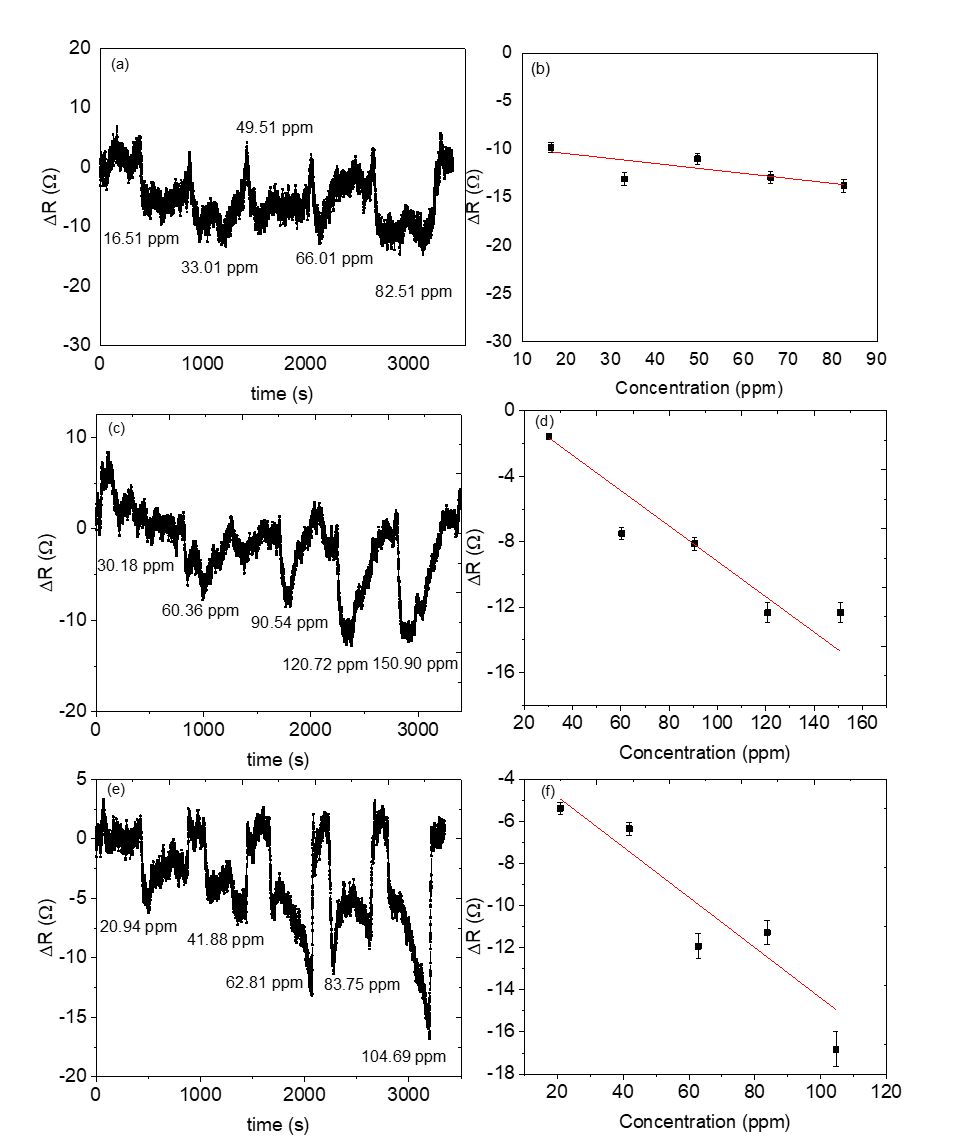 (a)
20
10
0
-10
-20
-30
ΔR (Ω)
49.51 ppm
16.51 ppm
33.01 ppm
66.01 ppm
82.51 ppm
0 1000 2000 3000
time (s)
(b)
-0
-5
-10
-15
-20
-25
-30
ΔR (Ω)
10 20 30 40 50 60 70 80 90
Concentration (ppm)
(c)
10
0
-10
-20
ΔR (Ω)
30.18 ppm
60.36 ppm
90.54 ppm
120.72 ppm 150.90 ppm
0 1000 2000 3000
time (s)
(d)
0
-4
-8
-12
-16
ΔR (Ω)
20 40 60 80 100 120 140 160
Concentration (ppm)
(e)
5
0
-5
-10
-15
-20
ΔR (Ω)
20.94 ppm
41.88 ppm
62.81 ppm 83.75 ppm
104.69 ppm
0 1000 2000 3000
time (s)
(f)
-4
-6
-8
-10
-12
-14
-16
-18
ΔR (Ω)
20 40 60 80 100 120
Concentration (ppm)